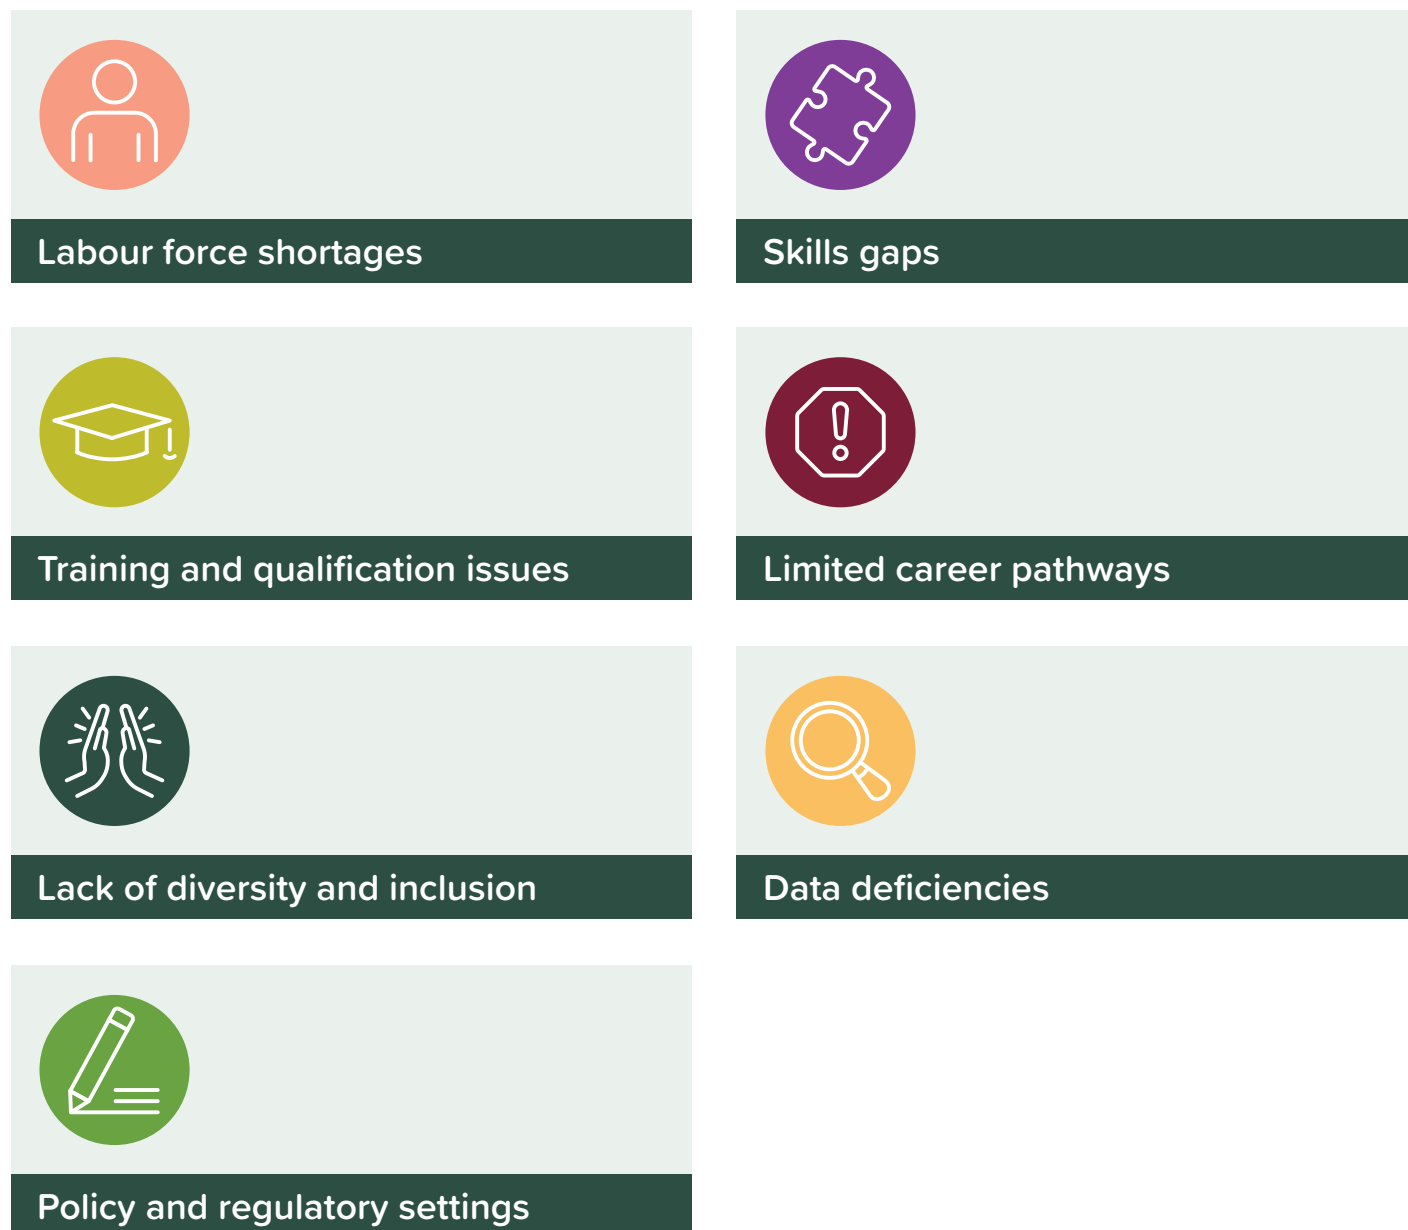 Labour force shortages
Skills gaps
Training and qualification issues
Limited career pathways
Lack of diversity and inclusion
Data deficiencies
Policy and regulatory settings